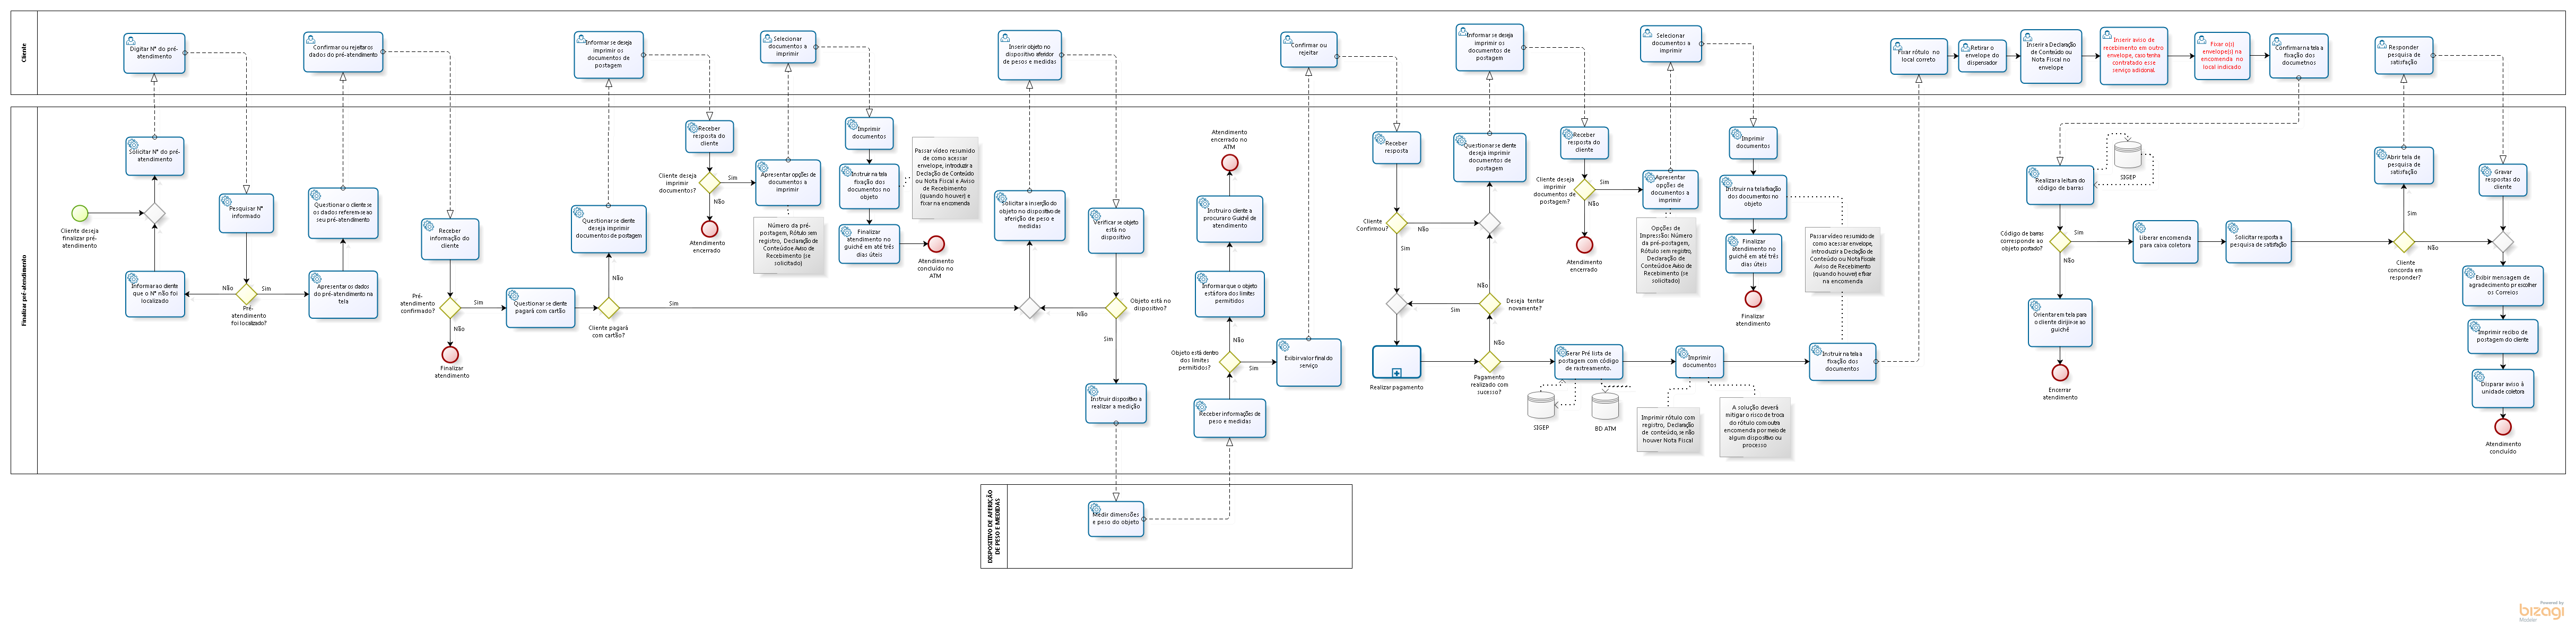 Cliente
Digitar N° do pré-
atendimento
Confirmar ou rejeitar os
dados do pré-atendimento
Informar se deseja
imprimir os
documentos de
postagem
Selecionar
documentos a
imprimir
Inserir objeto no
dispositivo aferidor
de pesos e medidas
Confirmar ou
rejeitar
Informar se deseja
imprimir os
documentos de
postagem
Selecionar
documentos a
imprimir
Fixar rótulo no
local correto
Retirar o
envelope do
dispensador
Inserir a Declaração
de Conteúdo ou
Nota Fiscal no
envelope
Inserir aviso de
recebimento em outro
envelope, caso tenha
contratado esse
serviço adicional
Fixar o(s)
envelope(s) na
encomenda no
local indicado
Confirmar na tela a
fixação dos
documetnos
Responder
pesquisa de
satisfação
Finalizar pré-atendimento
Cliente deseja
finalizar pré-
atendimento
Solicitar N° do pré-
atendimento
Informar ao cliente
que o N° não foi
localizado
Pesquisar N°
informado
Não
Sim
Pré-
atendimento
foi localizado?
Questionar o cliente se
os dados referem-se ao
seu pré-atendimento
Apresentar os dados
do pré-atendimento na
tela
Receber
informação do
cliente
Pré-
atendimento
confirmado?
Sim
Não
Finalizar
atendimento
Questionar se cliente
pagará com cartão
Questionar se cliente
deseja imprimir
documentos de postagem
Não
Sim
Cliente pagará
com cartão?
Receber
resposta do
cliente
Cliente deseja
imprimir
documentos?
Sim
Não
Atendimento
encerrado
Apresentar opções de
documentos a imprimir
Número da pré-
postagem, Rótulo sem
registro, Declaração de
Conteúdo e Aviso de
Recebimento (se
solicitado)
Imprimir
documentos
Instruir na tela
fixação dos
documentos no
objeto
Finalizar
atendimento no
guichê em até três
dias úteis
Passar vídeo resumido
de como acessar
envelope, introduzir a
Declação de Conteúdo
ou Nota Fiscal e Aviso
de Recebimento
(quando houver) e
fixar na encomenda
Atendimento
concluído no
ATM
Solicitar a inserção do
objeto no dispositivo de
aferição de peso e
medidas
Verificar se objeto
está no
dispositivo
Objeto está no
dispositivo?
Não
Sim
Instruir dispositivo a
realizar a medição
Atendimento
encerrado no
ATM
Instruir o cliente a
procurar o Guichê de
atendimento
Informar que o objeto
está fora dos limites
permitidos
Não
Objeto está dentro
dos limites
permitidos?
Sim
Receber informações de
peso e medidas
Exibir valor final do
serviço
Receber
resposta
Cliente
Confirmou?
Não
Sim
Realizar pagamento
Questionar se cliente
deseja imprimir
documentos de
postagem
Não
Deseja tentar
novamente?
Sim
Não
Pagamento
realizado com
sucesso?
Sim
Receber
resposta do
cliente
Cliente deseja
imprimir
documentos de
postagem?
Sim
Não
Atendimento
encerrado
Apresentar
opções de
documentos a
imprimir
Opções de
Impressão: Número
da pré-postagem,
Rótulo sem registro,
Declaração de
Conteúdo e Aviso de
Recebimento (se
solicitado)
Imprimir
documentos
Instruir na tela fixação
dos documentos no
objeto
Finalizar
atendimento no
guichê em até três
dias úteis
Finalizar
atendimento
Passar vídeo resumido de
como acessar envelope,
introduzir a Declação de
Conteúdo ou Nota Fiscal e
Aviso de Recebimento
(quando houver) e fixar
na encomenda
Gerar Pré lista de
postagem com código
de rastreamento.
SIGEP
BD ATM
Imprimir
documentos
Imprimir rótulo com
registro, Declaração
de conteúdo, se não
houver Nota Fiscal
A solução deverá
mitigar o risco de troca
do rótulo com outra
encomenda por meio de
algum dispositivo ou
processo
Instruir na tela a
fixação dos
documentos
Realizar a leitura do
código de barras
SIGEP
Código de barras
corresponde ao
objeto postado?
Sim
Não
Orientar em tela para
o cliente dirijir-se ao
guichê
Encerrar
atendimento
Liberar encomenda
para caixa coletora
Solicitar resposta a
pesquisa de satisfação
Abrir tela de
pesquisa de
satisfação
Sim
Não
Cliente
concorda em
responder?
Gravar
respostas do
cliente
Exibir mensagem de
agradecimento pr escolher
os Correios
Imprimir recibo de
postagem do cliente
Disparar aviso à
unidade coletora
Atendimento
concluído
DISPOSITIVO DE AFERIÇÃO
DE PESO E MEDIDAS
Medir dimensões
e peso do objeto
Powered by
bizagi
Modeler